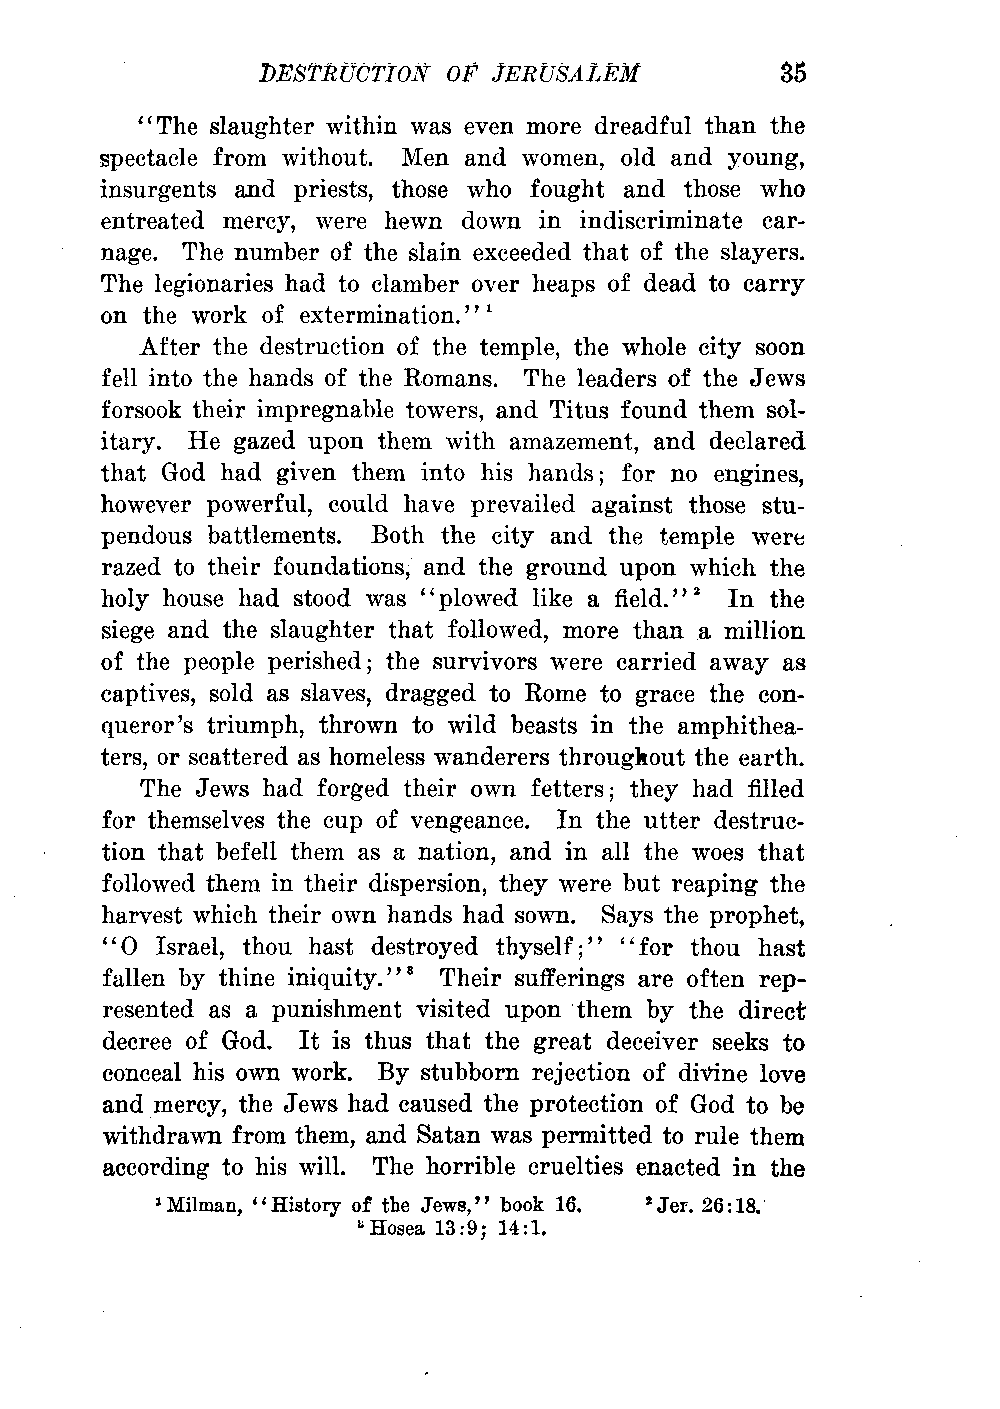 DESTRUCTION OF JERUSALEM 35
“The slaughter within was even more dreadful than the
spectacle from without. Men and women, old and young,
insurgents and priests, those who fought and those who
entreated mercy, were hewn down in indiscriminate car-
nage. The number of the slain exceeded that of the slayers.
The legionaries had to clamber over heaps of dead to carry
on the work of extermination.”¹
After the destruction of the temple, the whole city soon
fell into the hands of the Romans. The leaders of the Jews
forsook their impregnable towers, and Titus found them sol-
itary. He gazed upon them with amazement, and declared
that God had given them into his hands; for no engines,
however powerful, could have prevailed against those stu-
pendous battlements. Both the city and the temple were
razed to their foundations, and the ground upon which the
holy house had stood was “plowed like a field.”² In the
siege and the slaughter that followed, more than a million
of the people perished; the survivors were carried away as
captives, sold as slaves, dragged to Rome to grace the con-
queror’s triumph, thrown to wild beasts in the amphithea-
ters, or scattered as homeless wanderers throughout the earth.
The Jews had forged their own fetters; they had filled
for themselves the cup of vengeance. In the utter destruc-
tion that befell them as a nation, and in all the woes that
followed them in their dispersion, they were but reaping the
harvest which their own hands had sown. Says the prophet,
“O Israel, thou hast destroyed thyself;” “for thou hast
fallen by thine iniquity.”³ Their sufferings are often rep-
resented as a punishment visited upon them by the direct
decree of God. It is thus that the great deceiver seeks to
conceal his own work. By stubborn rejection of divine love
and mercy, the Jews had caused the protection of God to be
withdrawn from them, and Satan was permitted to rule them
according to his will. The horrible cruelties enacted in the
¹ Milman, “History of the Jews,” book 16. ² Jer. 26:18.
³ Hosea 13:9; 14:1.